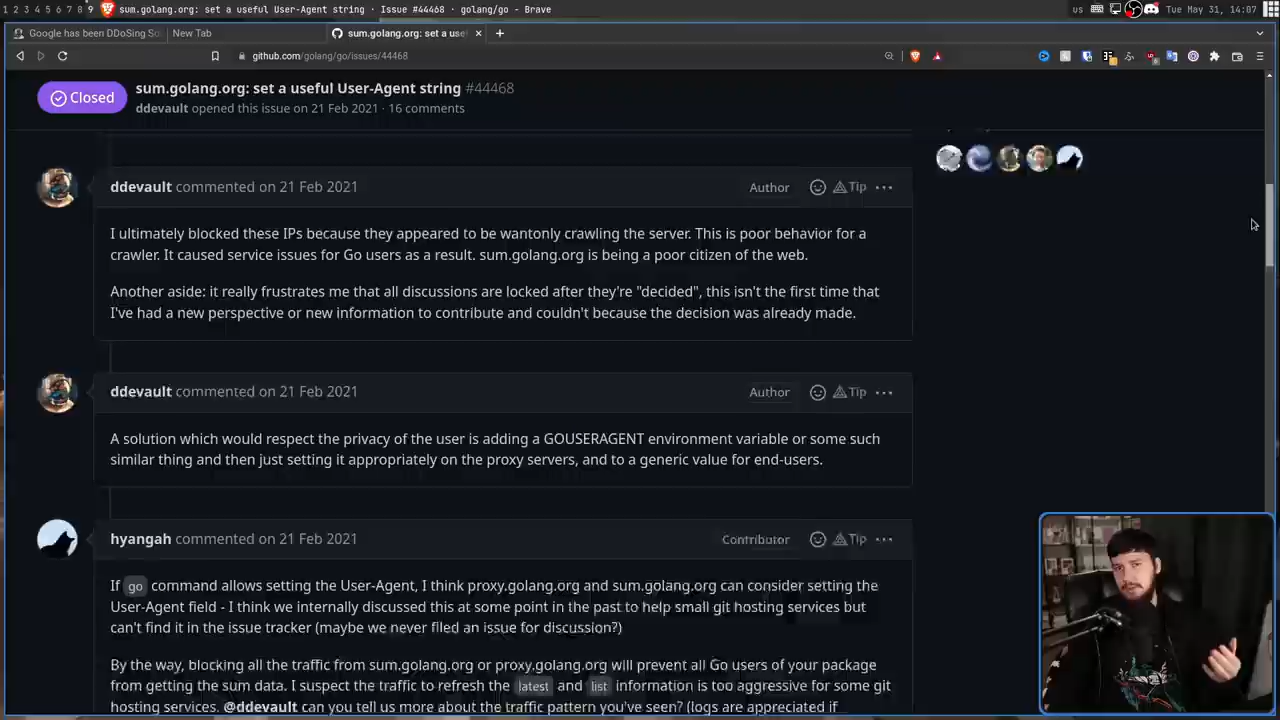 1 2 3 4 5 6 7 8 9 sum.golang.org: set a useful User-Agent string · Issue #44468 · golang/go - Brave
us Tue May 31, 14:07
Google has been DDoSing So
New Tab
sum.golang.org: set a use
github.com/golang/go/issues/44468
Closed
sum.golang.org: set a useful User-Agent string #44468
ddevault opened this issue on 21 Feb 2021 · 16 comments
ddevault commented on 21 Feb 2021
Author
Tip
I ultimately blocked these IPs because they appeared to be wantonly crawling the server. This is poor behavior for a
crawler. It caused service issues for Go users as a result. sum.golang.org is being a poor citizen of the web.
Another aside: it really frustrates me that all discussions are locked after they're "decided", this isn't the first time that
I've had a new perspective or new information to contribute and couldn't because the decision was already made.
ddevault commented on 21 Feb 2021
Author
Tip
A solution which would respect the privacy of the user is adding a GOUSERAGENT environment variable or some such
similar thing and then just setting it appropriately on the proxy servers, and to a generic value for end-users.
hyangah commented on 21 Feb 2021
Contributor
Tip
If go command allows setting the User-Agent, I think proxy.golang.org and sum.golang.org can consider setting the
User-Agent field - I think we internally discussed this at some point in the past to help small git hosting services but
can't find it in the issue tracker (maybe we never filed an issue for discussion?)
By the way, blocking all the traffic from sum.golang.org or proxy.golang.org will prevent all Go users of your package
from getting the sum data. I suspect the traffic to refresh the latest and list information is too aggressive for some git
hosting services. @ddevault can you tell us more about the traffic pattern you've seen? (logs are appreciated if